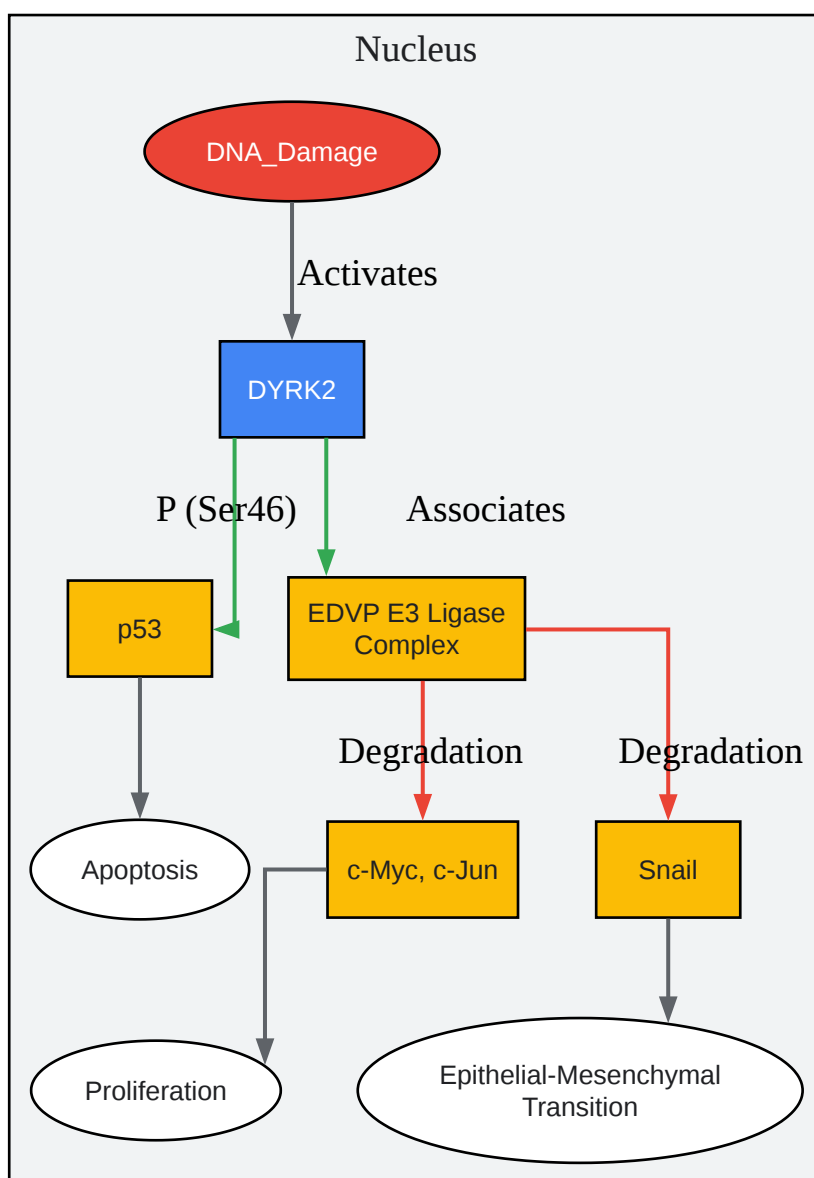 Nucleus
DNA_Damage
Activates
DYRK2
P (Ser46)
Associates
p53
EDVP E3 Ligase
Complex
Degradation
Degradation
Apoptosis
c-Myc, c-Jun
Snail
Proliferation
Epithelial-Mesenchymal
Transition